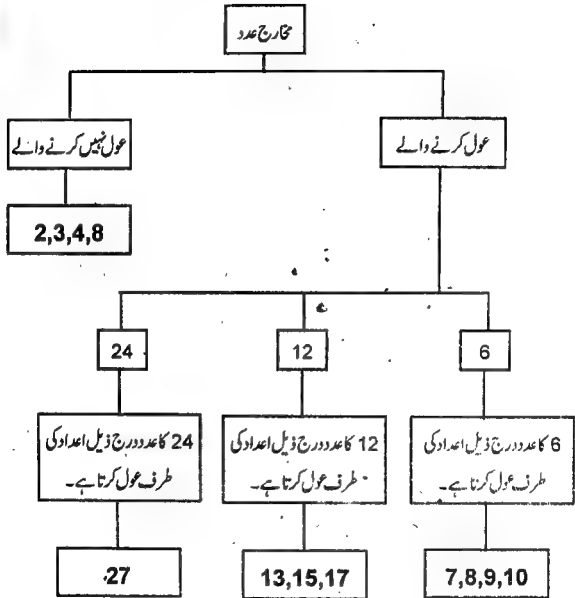 مخارج عدد
عول کرنے والے
عول نہیں کرنے والے
2,3,4,8
6
12
24
6 کا عدد درج ذیل اعداد کی
طرف عول کرتا ہے۔
12 کا عدد درج ذیل اعداد کی
طرف عول کرتا ہے۔
24 کا عدد درج ذیل اعداد کی
طرف عول کرتا ہے۔
7,8,9,10
13,15,17
27